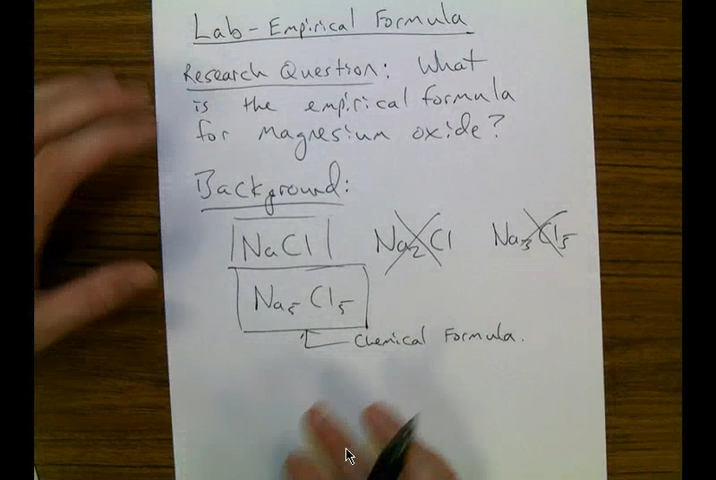 Lab - Empirical Formula
Research Question: What
is the empirical formula
for Magnesium oxide?
Background:
NaCl Na₂Cl Na₃Cl₅
Na₅Cl₅
Chemical Formula.